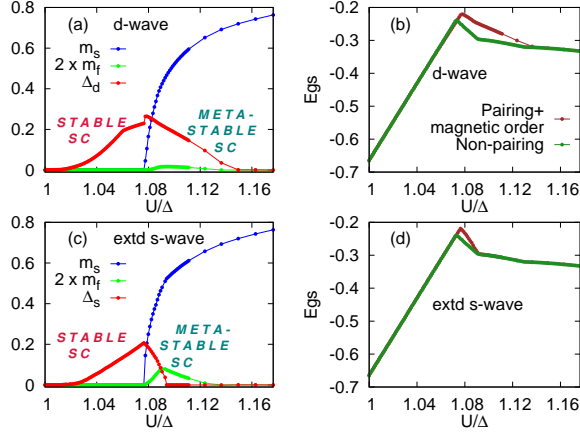 (a) d-wave
m_s
2 x m_f
Δ_d
STABLE
SC
META-
STABLE
SC
0.8
0.6
0.4
0.2
0
1.00 1.04 1.08 1.12 1.16
U/Δ
(b)
d-wave
Pairing+
magnetic order
Non-pairing
Egs
-0.2
-0.3
-0.4
-0.5
-0.6
-0.7
1 1.04 1.08 1.12 1.16
U/Δ
(c) extd s-wave
m_s
2 x m_f
Δ_s
STABLE
SC
META-
STABLE
SC
0.8
0.6
0.4
0.2
0
1.00 1.04 1.08 1.12 1.16
U/Δ
(d)
extd s-wave
Egs
-0.2
-0.3
-0.4
-0.5
-0.6
-0.7
1 1.04 1.08 1.12 1.16
U/Δ